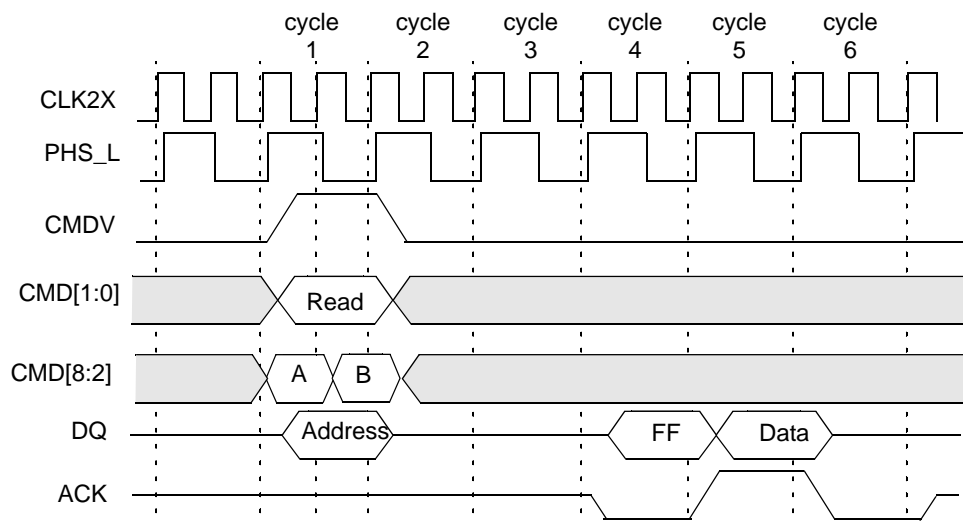 cycle cycle cycle cycle cycle cycle
1 2 3 4 5 6
CLK2X
PHS_L
CMDV
CMD[1:0] Read
CMD[8:2] A B
DQ Address FF Data
ACK